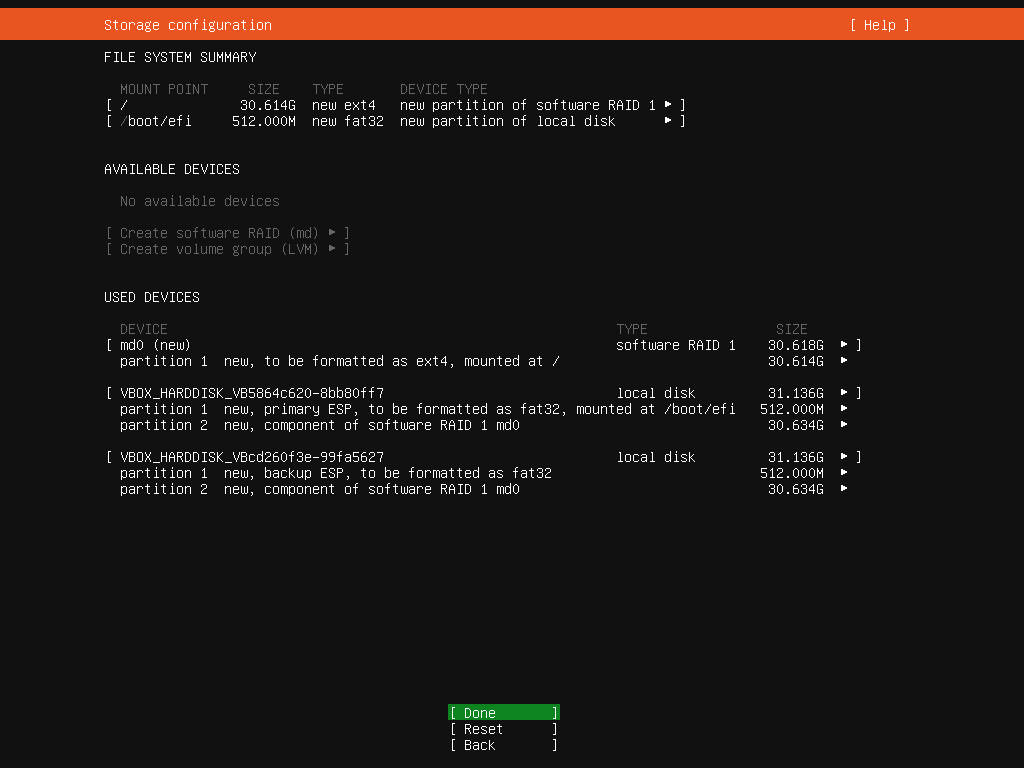 Storage configuration [ Help ]
FILE SYSTEM SUMMARY
MOUNT POINT SIZE TYPE DEVICE TYPE
[ / 30.614G new ext4 new partition of software RAID 1 ▸ ]
[ /boot/efi 512.000M new fat32 new partition of local disk ▸ ]
AVAILABLE DEVICES
No available devices
[ Create software RAID (md) ▸ ]
[ Create volume group (LVM) ▸ ]
USED DEVICES
DEVICE TYPE SIZE
[ md0 (new) software RAID 1 30.618G ▸ ]
partition 1 new, to be formatted as ext4, mounted at / 30.614G ▸
[ VBOX_HARDDISK_VB5864c620-8bb80ff7 local disk 31.136G ▸ ]
partition 1 new, primary ESP, to be formatted as fat32, mounted at /boot/efi 512.000M ▸
partition 2 new, component of software RAID 1 md0 30.634G ▸
[ VBOX_HARDDISK_VBcd260f3e-99fa5627 local disk 31.136G ▸ ]
partition 1 new, backup ESP, to be formatted as fat32 512.000M ▸
partition 2 new, component of software RAID 1 md0 30.634G ▸
[ Done ]
[ Reset ]
[ Back ]